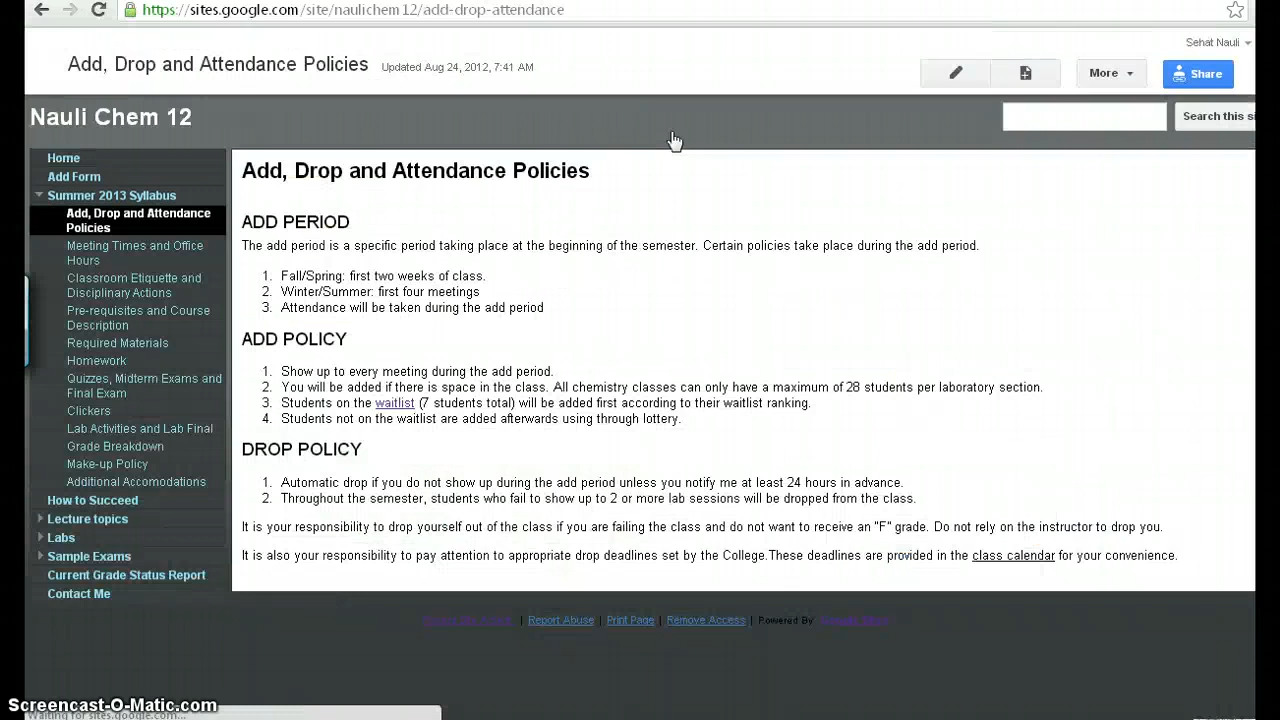 https://sites.google.com/site/naulichem12/add-drop-attendance
Sehat Nauli
Add, Drop and Attendance Policies Updated Aug 24, 2012, 7:41 AM
More
Share
Nauli Chem 12
Search this si
Home
Add Form
Summer 2013 Syllabus
Add, Drop and Attendance
Policies
Meeting Times and Office
Hours
Classroom Etiquette and
Disciplinary Actions
Pre-requisites and Course
Description
Required Materials
Homework
Quizzes, Midterm Exams and
Final Exam
Clickers
Lab Activities and Lab Final
Grade Breakdown
Make-up Policy
Additional Accomodations
How to Succeed
Lecture topics
Labs
Sample Exams
Current Grade Status Report
Contact Me
Add, Drop and Attendance Policies
ADD PERIOD
The add period is a specific period taking place at the beginning of the semester. Certain policies take place during the add period.
1. Fall/Spring: first two weeks of class.
2. Winter/Summer: first four meetings
3. Attendance will be taken during the add period
ADD POLICY
1. Show up to every meeting during the add period.
2. You will be added if there is space in the class. All chemistry classes can only have a maximum of 28 students per laboratory section.
3. Students on the waitlist (7 students total) will be added first according to their waitlist ranking.
4. Students not on the waitlist are added afterwards using through lottery.
DROP POLICY
1. Automatic drop if you do not show up during the add period unless you notify me at least 24 hours in advance.
2. Throughout the semester, students who fail to show up to 2 or more lab sessions will be dropped from the class.
It is your responsibility to drop yourself out of the class if you are failing the class and do not want to receive an "F" grade. Do not rely on the instructor to drop you.
It is also your responsibility to pay attention to appropriate drop deadlines set by the College.These deadlines are provided in the class calendar for your convenience.
| Report Abuse | Print Page | Remove Access | Powered By
Screencast-O-Matic.com
Waiting for sites.google.com...